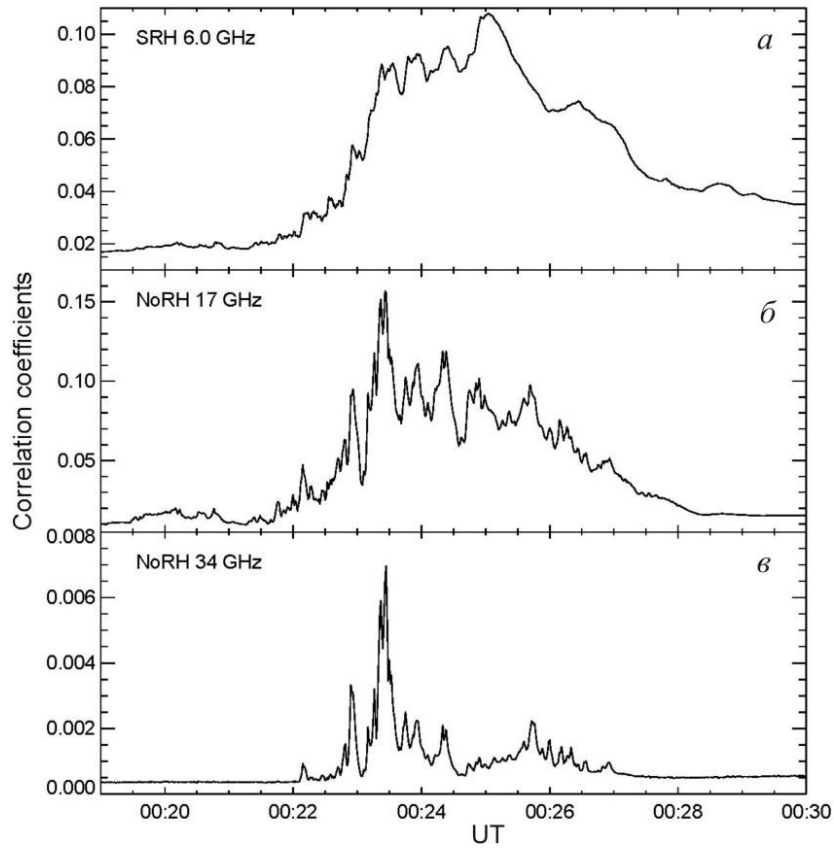 SRH 6.0 GHz
а
0.10
0.08
0.06
0.04
0.02
NoRH 17 GHz
б
0.15
0.10
0.05
NoRH 34 GHz
в
0.008
0.006
0.004
0.002
0.000
Correlation coefficients
00:20 00:22 00:24 00:26 00:28 00:30
UT